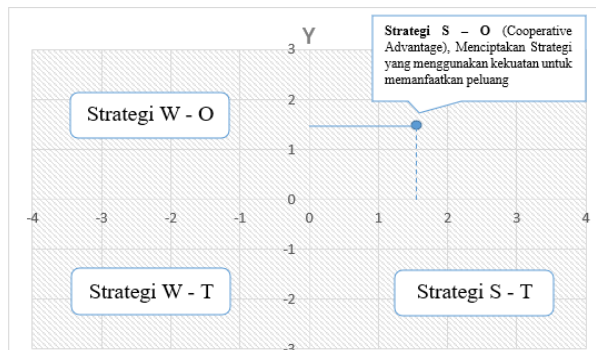 Y
Strategi S – O (Cooperative
Advantage), Menciptakan Strategi
yang menggunakan kekuatan untuk
memanfaatkan peluang
3
2
1
0
-1
-2
-3
-4 -3 -2 -1 0 1 2 3 4
Strategi W - O
Strategi W - T
Strategi S - T